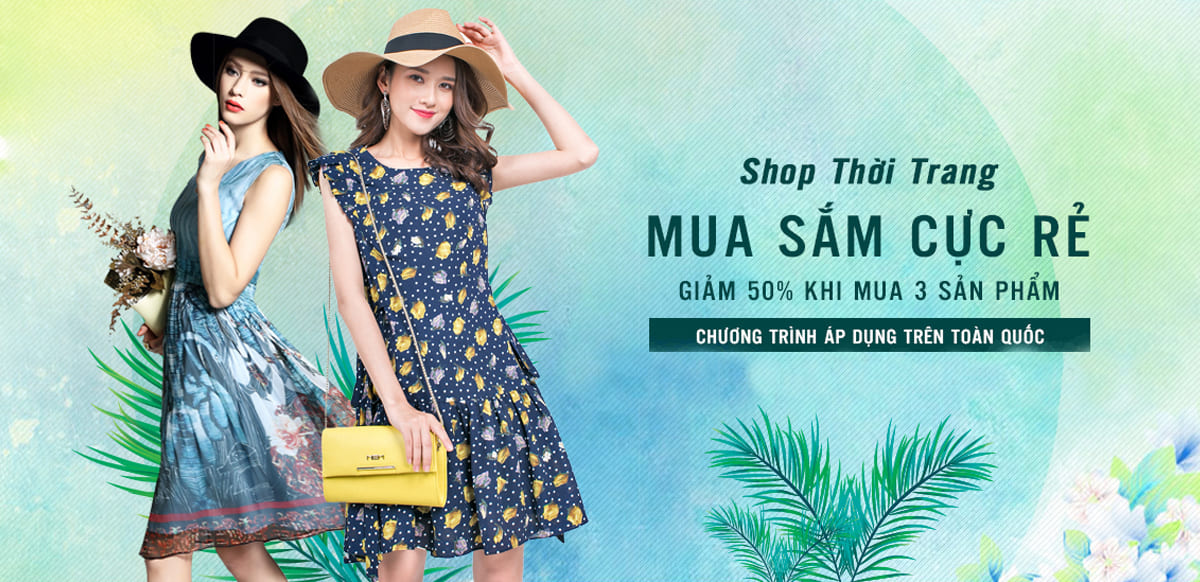 Shop Thời Trang
MUA SẮM CỰC RẺ
GIẢM 50% KHI MUA 3 SẢN PHẨM
CHƯƠNG TRÌNH ÁP DỤNG TRÊN TOÀN QUỐC